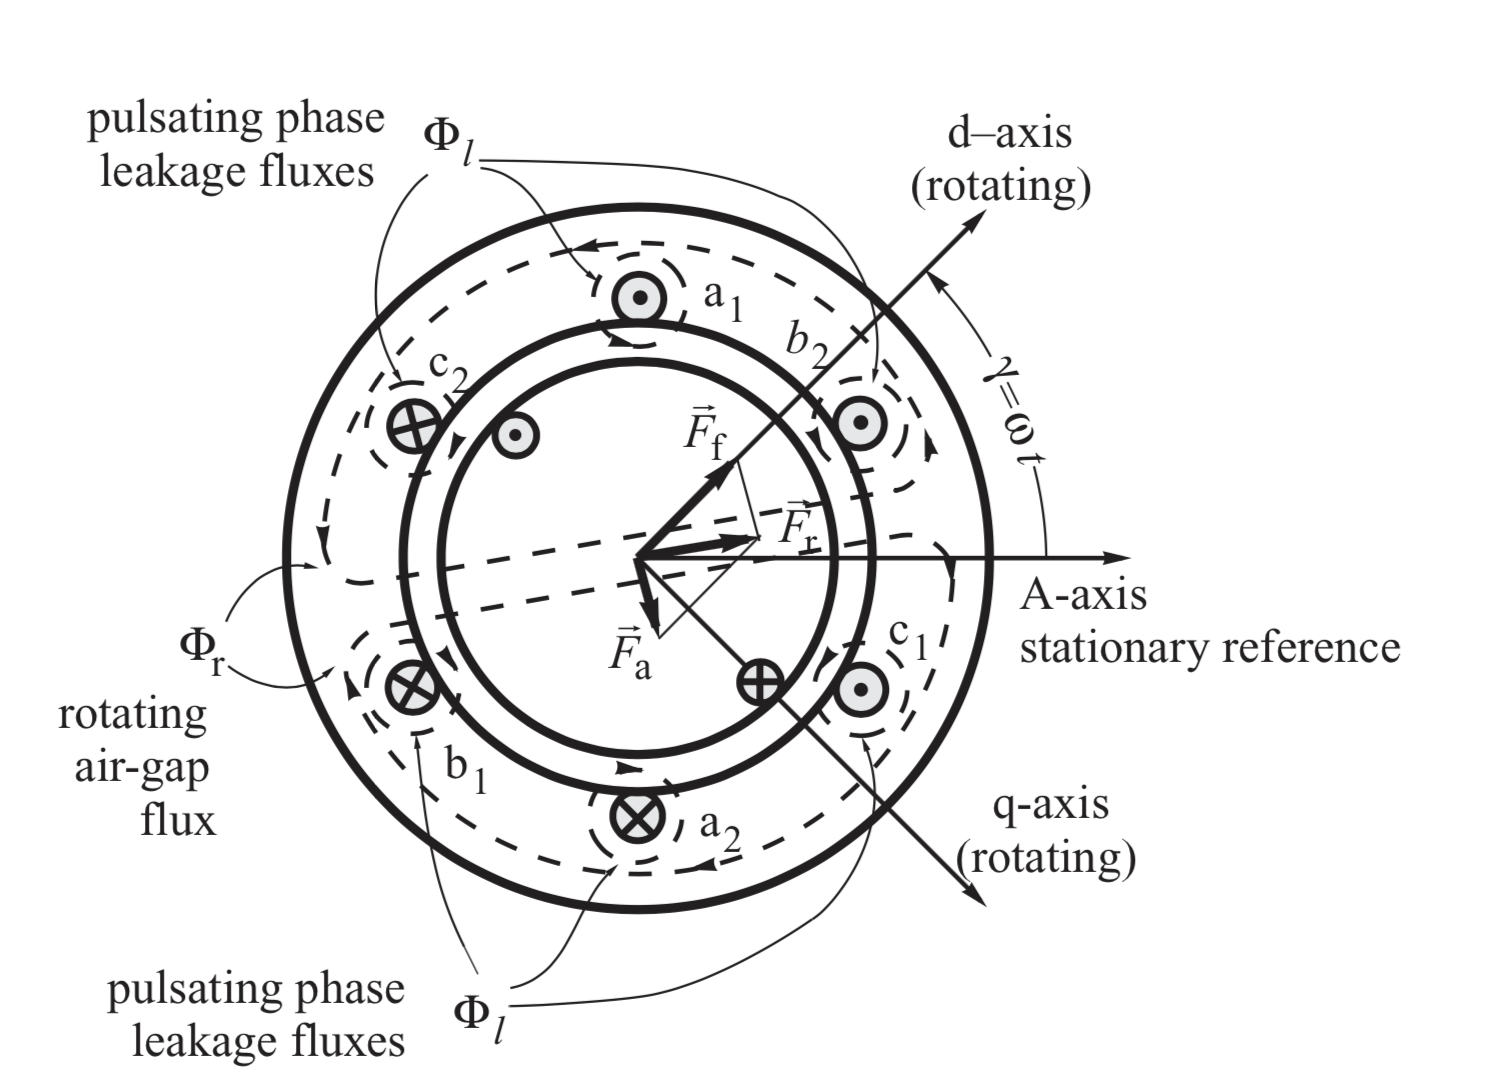 pulsating phase
leakage fluxes
Φl
d–axis
(rotating)
a1
b2
c2
γ=ωt
F⃗f
F⃗r
A-axis
stationary reference
F⃗a
c1
Φr
rotating
air-gap
flux
b1
a2
q-axis
(rotating)
pulsating phase
leakage fluxes
Φl